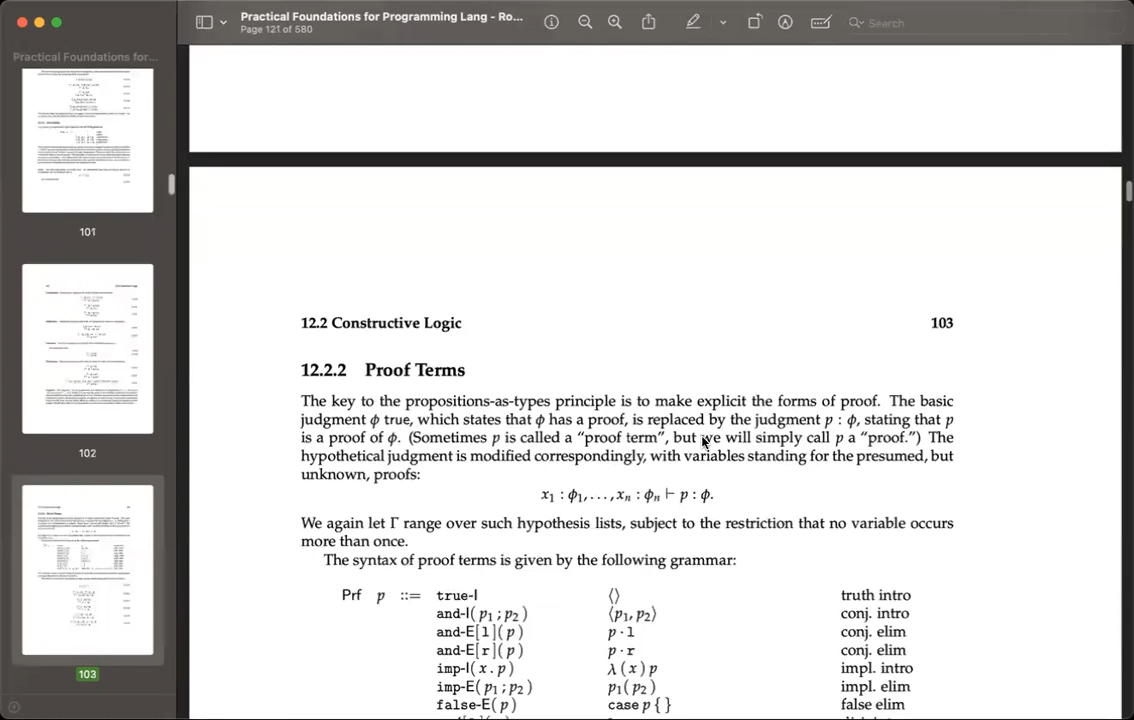 Practical Foundations for Programming Lang - Ro...
Page 121 of 580
Search
Practical Foundations for...
101
102
103
12.2 Constructive Logic 103
12.2.2 Proof Terms
The key to the propositions-as-types principle is to make explicit the forms of proof. The basic
judgment ϕ true, which states that ϕ has a proof, is replaced by the judgment p : ϕ, stating that p
is a proof of ϕ. (Sometimes p is called a “proof term”, but we will simply call p a “proof.”) The
hypothetical judgment is modified correspondingly, with variables standing for the presumed, but
unknown, proofs:
x₁ : ϕ₁, . . . , xₙ : ϕₙ ⊢ p : ϕ.
We again let Γ range over such hypothesis lists, subject to the restriction that no variable occurs
more than once.
The syntax of proof terms is given by the following grammar:
Prf p ::= true-I ⟨⟩ truth intro
and-I(p₁;p₂) ⟨p₁, p₂⟩ conj. intro
and-E[l](p) p · l conj. elim
and-E[r](p) p · r conj. elim
imp-I(x.p) λ(x)p impl. intro
imp-E(p₁;p₂) p₁(p₂) impl. elim
false-E(p) case p{} false elim